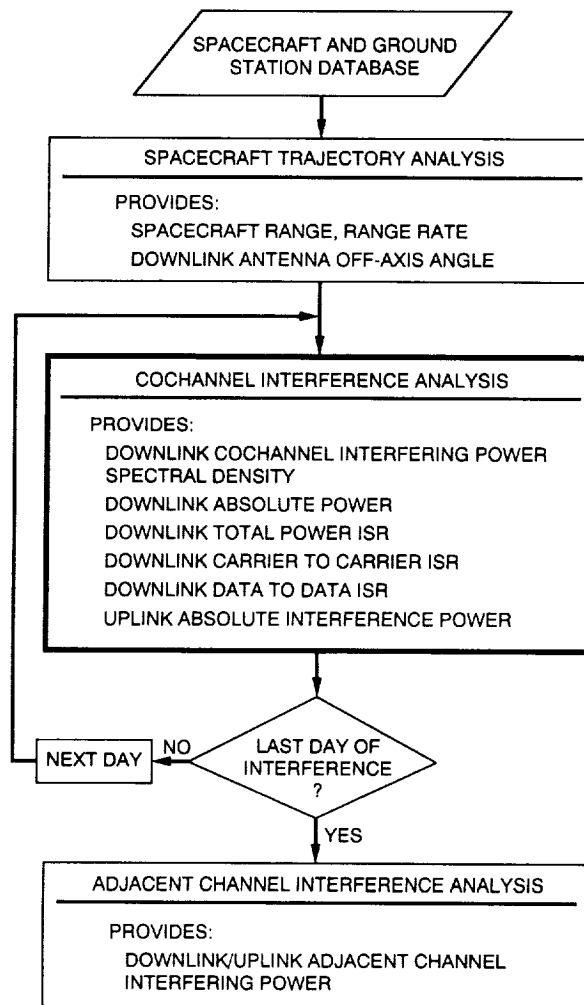 SPACECRAFT AND GROUND
STATION DATABASE
SPACECRAFT TRAJECTORY ANALYSIS
PROVIDES:
SPACECRAFT RANGE, RANGE RATE
DOWNLINK ANTENNA OFF-AXIS ANGLE
COCHANNEL INTERFERENCE ANALYSIS
PROVIDES:
DOWNLINK COCHANNEL INTERFERING POWER
SPECTRAL DENSITY
DOWNLINK ABSOLUTE POWER
DOWNLINK TOTAL POWER ISR
DOWNLINK CARRIER TO CARRIER ISR
DOWNLINK DATA TO DATA ISR
UPLINK ABSOLUTE INTERFERENCE POWER
NEXT DAY
NO
LAST DAY OF
INTERFERENCE
?
YES
ADJACENT CHANNEL INTERFERENCE ANALYSIS
PROVIDES:
DOWNLINK/UPLINK ADJACENT CHANNEL
INTERFERING POWER